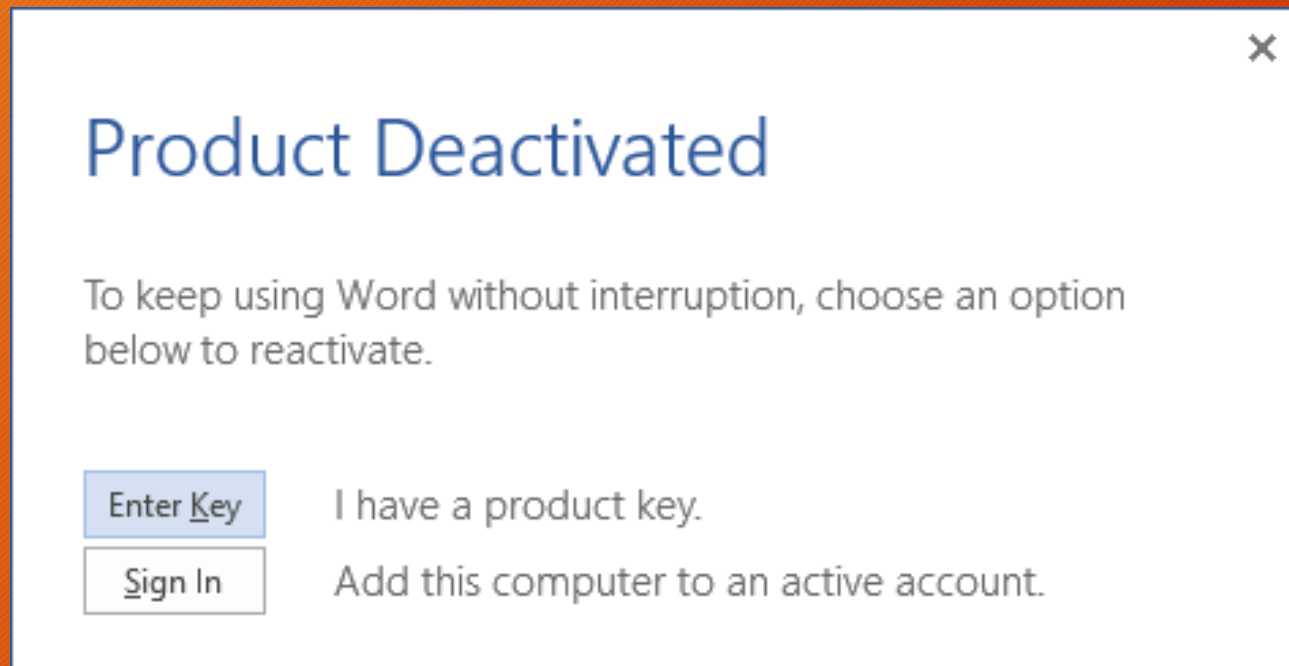 Product Deactivated
To keep using Word without interruption, choose an option
below to reactivate.
Enter Key I have a product key.
Sign In Add this computer to an active account.